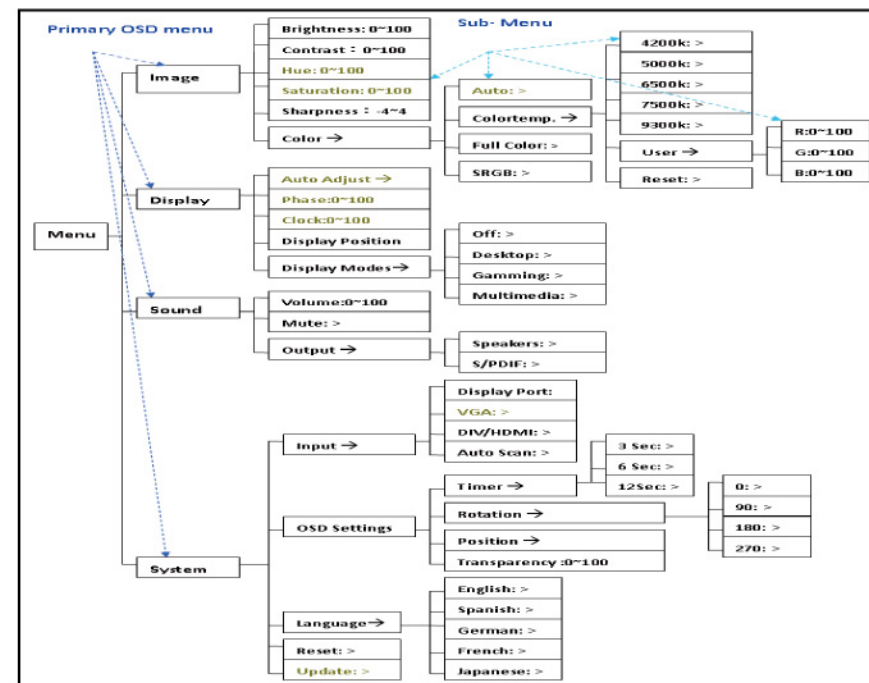 Primary OSD menu
Sub- Menu
Menu
Image
Brightness: 0~100
Contrast : 0~100
Hue: 0~100
Saturation: 0~100
Sharpness : -4~4
Color →
Auto: >
Colortemp. →
Full Color: >
SRGB: >
4200k: >
5000k: >
6500k: >
7500k: >
9300k: >
User →
Reset: >
R:0~100
G:0~100
B:0~100
Display
Auto Adjust →
Phase:0~100
Clock:0~100
Display Position
Display Modes→
Off: >
Desktop: >
Gamming: >
Multimedia: >
Sound
Volume:0~100
Mute: >
Output →
Speakers: >
S/PDIF: >
System
Input →
Display Port:
VGA: >
DIV/HDMI: >
Auto Scan: >
OSD Settings
Timer →
3 Sec: >
6 Sec: >
12Sec: >
Rotation →
0: >
90: >
180: >
270: >
Position →
Transparency :0~100
Language→
English: >
Spanish: >
German: >
French: >
Japanese: >
Reset: >
Update: >